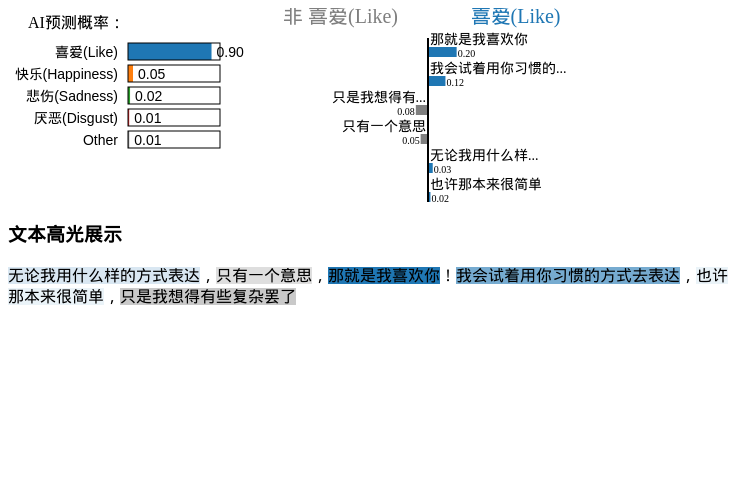 AI预测概率：
喜爱(Like) 0.90
快乐(Happiness) 0.05
悲伤(Sadness) 0.02
厌恶(Disgust) 0.01
Other 0.01
非 喜爱(Like) 喜爱(Like)
那就是我喜欢你
0.20
我会试着用你习惯的...
0.12
只是我想得有...
0.08
只有一个意思
0.05
无论我用什么样...
0.03
也许那本来很简单
0.02
文本高光展示
无论我用什么样的方式表达，只有一个意思，那就是我喜欢你！我会试着用你习惯的方式去表达，也许
那本来很简单，只是我想得有些复杂罢了